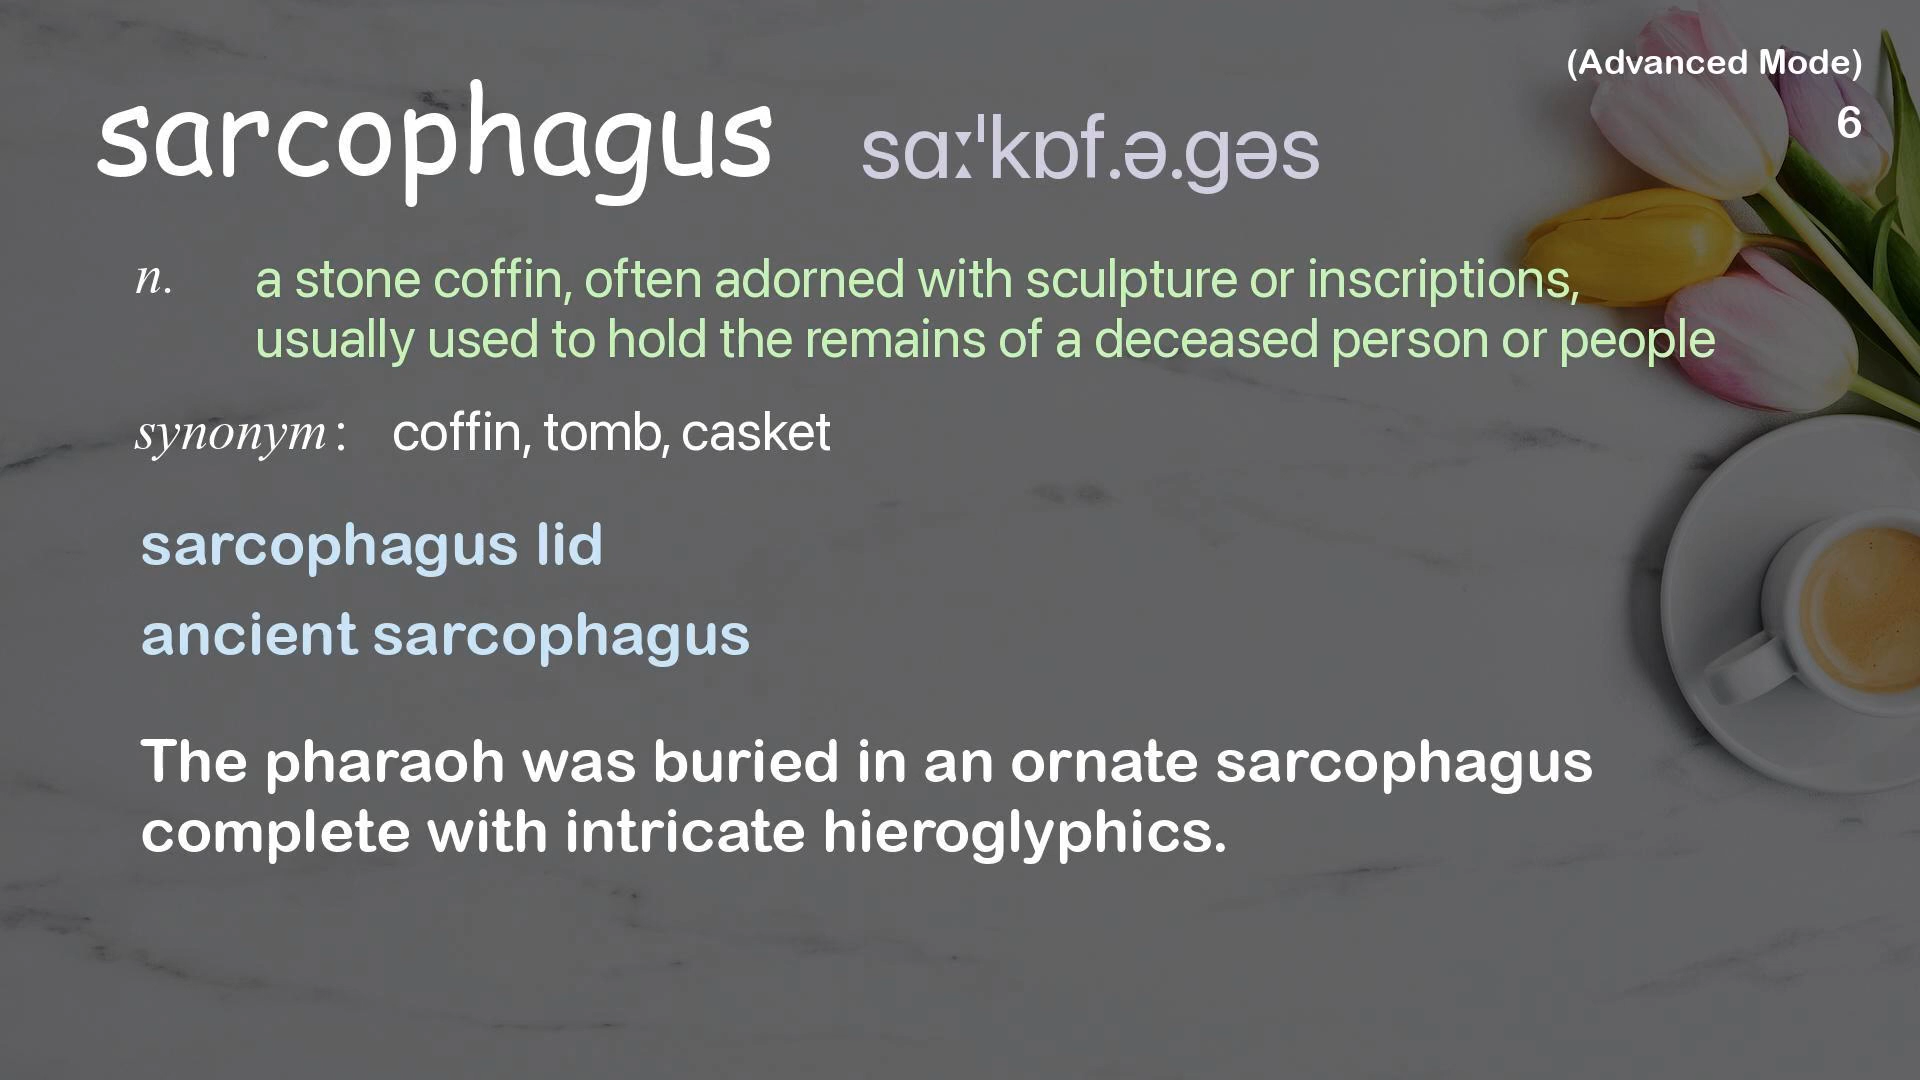 (Advanced Mode)
6
sarcophagus sɑːˈkɒf.ə.gəs
n. a stone coffin, often adorned with sculpture or inscriptions,
usually used to hold the remains of a deceased person or people
synonym: coffin, tomb, casket
sarcophagus lid
ancient sarcophagus
The pharaoh was buried in an ornate sarcophagus
complete with intricate hieroglyphics.